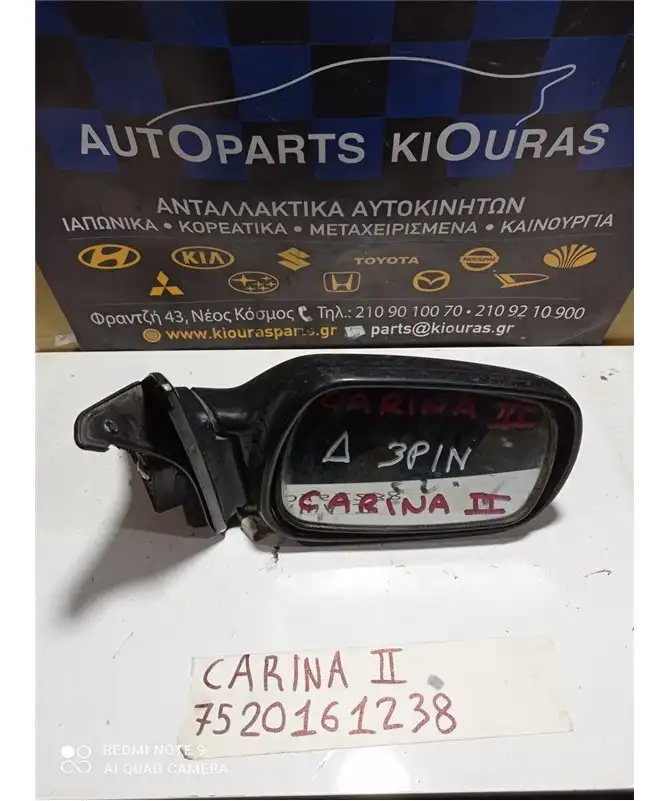 AUTOPARTS KIOURAS
ΑΝΤΑΛΛΑΚΤΙΚΑ ΑΥΤΟΚΙΝΗΤΩΝ
ΙΑΠΩΝΙΚΑ • ΚΟΡΕΑΤΙΚΑ • ΜΕΤΑΧΕΙΡΙΣΜΕΝΑ • ΚΑΙΝΟΥΡΓΙΑ
KIA TOYOTA NISSAN
Φραντζή 43, Νέος Κόσμος Τηλ.: 210 90 100 70 • 210 92 10 900
www.kiourasparts.gr parts@kiouras.gr
CARINA II
Δ 3PIN
CARINA II
CARINA II
7520161238
REDMI NOTE 9
AI QUAD CAMERA